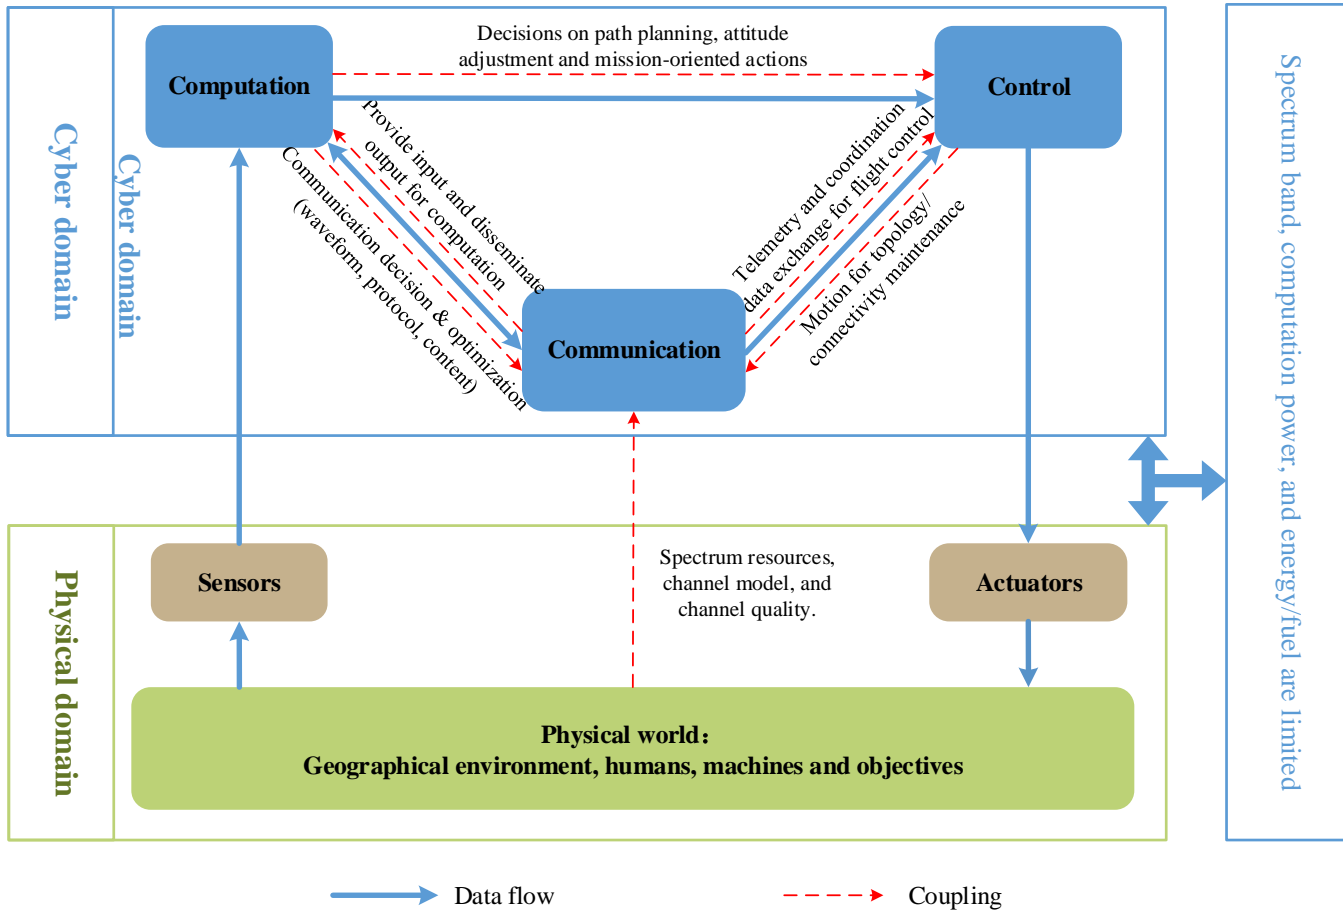 Cyber domain
Cyber domain
Computation
Decisions on path planning, attitude
adjustment and mission-oriented actions
Control
Provide input and disseminate
output for computation
Communication decision & optimization
(waveform, protocol, content)
Telemetry and coordination
data exchange for flight control
Motion for topology/
connectivity maintenance
Communication
Physical domain
Sensors
Spectrum resources,
channel model, and
channel quality.
Actuators
Physical world：
Geographical environment, humans, machines and objectives
Spectrum band, computation power, and energy/fuel are limited
Data flow
Coupling